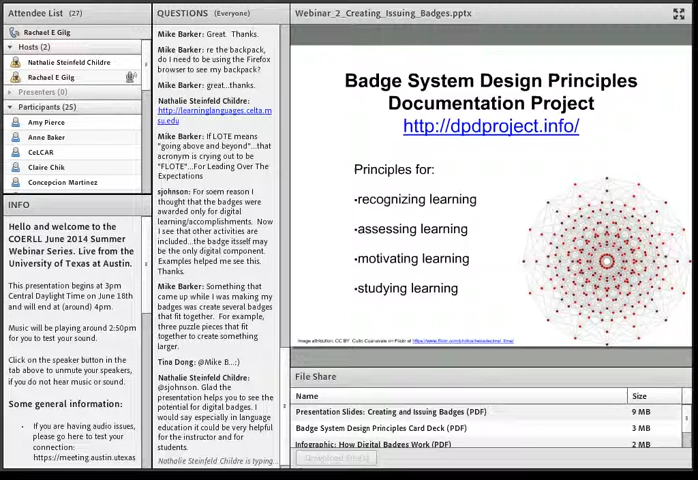 Attendee List (27)
Rachael E Gilg
Hosts (2)
Nathalie Steinfeld Childre
Rachael E Gilg
Presenters (0)
Participants (25)
Amy Pierce
Anne Baker
CeLCAR
Claire Chik
Concepcion Martinez
INFO
Hello and welcome to the
COERLL June 2014 Summer
Webinar Series. Live from the
University of Texas at Austin.
This presentation begins at 3pm
Central Daylight Time on June 18th
and will end at (around) 4pm.
Music will be playing around 2:50pm
for you to test your sound.
Click on the speaker button in the
tab above to unmute your speakers,
if you do not hear music or sound.
Some general information:
• If you are having audio issues,
please go here to test your
connection:
https://meeting.austin.utexas
QUESTIONS (Everyone)
Mike Barker: Great. Thanks.
Mike Barker: re the backpack,
do I need to be using the Firefox
browser to see my backpack?
Mike Barker: great...thanks.
Nathalie Steinfeld Childre:
http://learninglanguages.celta.m
su.edu
Mike Barker: If LOTE means
"going above and beyond"...that
acronym is crying out to be
"FLOTE"...For Leading Over The
Expectations
sjohnson: For soem reason I
thought that the badges were
awarded only for digital
learning/accomplishments. Now
I see that other activities are
included...the badge itself may
be the only digital component.
Examples helped me see this.
Thanks.
Mike Barker: Something that
came up while I was making my
badges was create several badges
that fit together. For example,
three puzzle pieces that fit
together to create something
larger.
Tina Dong: @Mike B...:)
Nathalie Steinfeld Childre:
@sjohnson. Glad the
presentation helps you to see the
potential for digital badges. I
would say especially in language
education it could be very helpful
for the instructor and for
students.
Nathalie Steinfeld Childre is typing...
Webinar_2_Creating_Issuing_Badges.pptx
Badge System Design Principles
Documentation Project
http://dpdproject.info/
Principles for:
•recognizing learning
•assessing learning
•motivating learning
•studying learning
Image attribution: CC BY
File Share
Name Size
Presentation Slides: Creating and Issuing Badges (PDF) 9 MB
Badge System Design Principles Card Deck (PDF) 3 MB
Infographic: How Digital Badges Work (PDF) 2 MB
Download File(s)